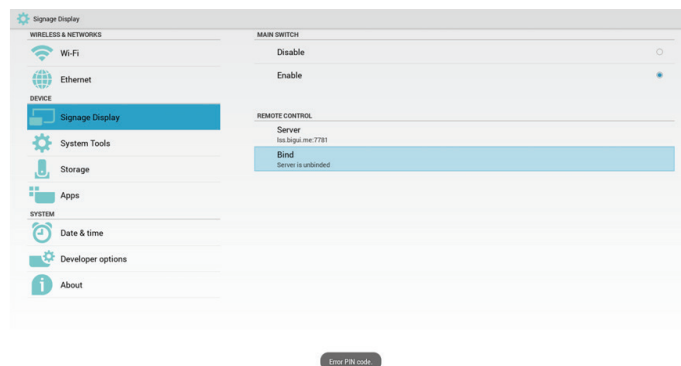 Signage Display
WIRELESS & NETWORKS
Wi-Fi
Ethernet
DEVICE
Signage Display
System Tools
Storage
Apps
SYSTEM
Date & time
Developer options
About
MAIN SWITCH
Disable
Enable
REMOTE CONTROL
Server
lss.bigui.me:7781
Bind
Server is unbinded
Error PIN code.